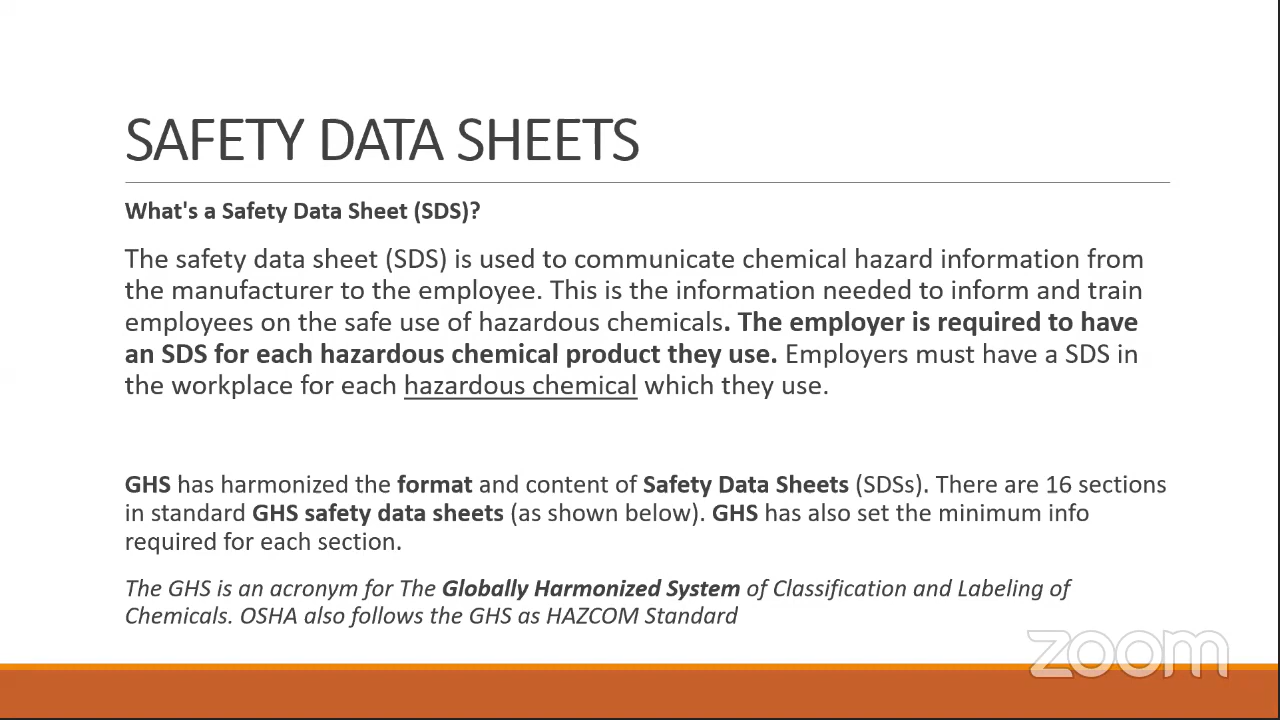 SAFETY DATA SHEETS
What's a Safety Data Sheet (SDS)?
The safety data sheet (SDS) is used to communicate chemical hazard information from
the manufacturer to the employee. This is the information needed to inform and train
employees on the safe use of hazardous chemicals. The employer is required to have
an SDS for each hazardous chemical product they use. Employers must have a SDS in
the workplace for each hazardous chemical which they use.
GHS has harmonized the format and content of Safety Data Sheets (SDSs). There are 16 sections
in standard GHS safety data sheets (as shown below). GHS has also set the minimum info
required for each section.
The GHS is an acronym for The Globally Harmonized System of Classification and Labeling of
Chemicals. OSHA also follows the GHS as HAZCOM Standard
zoom